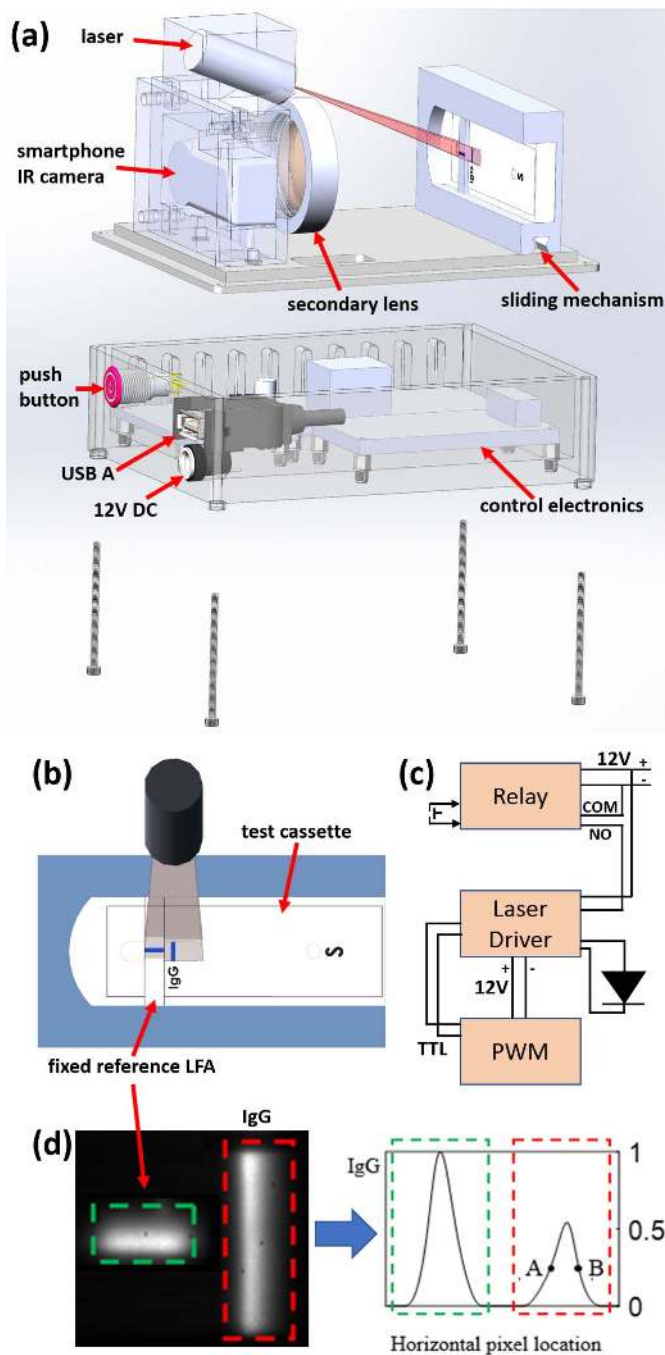 (a)
laser
smartphone
IR camera
IgG
S
secondary lens
sliding mechanism
push
button
USB A
12V DC
control electronics
(b)
test cassette
IgG
S
fixed reference LFA
(c)
12V + -
Relay
COM
NO
Laser
Driver
+ -
12V
TTL
PWM
(d)
IgG
IgG
1
0.5
0
A B
Horizontal pixel location